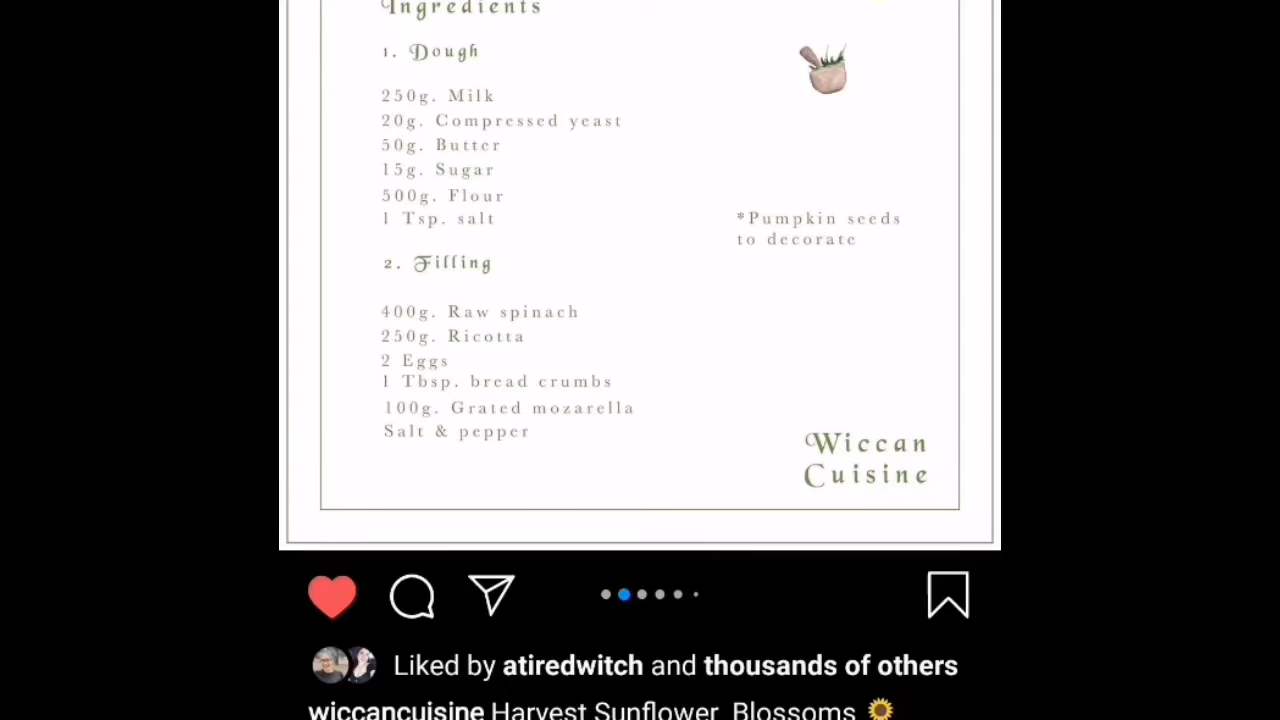 Ingredients
1. Dough
250g. Milk
20g. Compressed yeast
50g. Butter
15g. Sugar
500g. Flour
1 Tsp. salt
*Pumpkin seeds
to decorate
2. Filling
400g. Raw spinach
250g. Ricotta
2 Eggs
1 Tbsp. bread crumbs
100g. Grated mozarella
Salt & pepper
Wiccan
Cuisine
Liked by atiredwitch and thousands of others
wiccancuisine Harvest Sunflower Blossoms 🌻